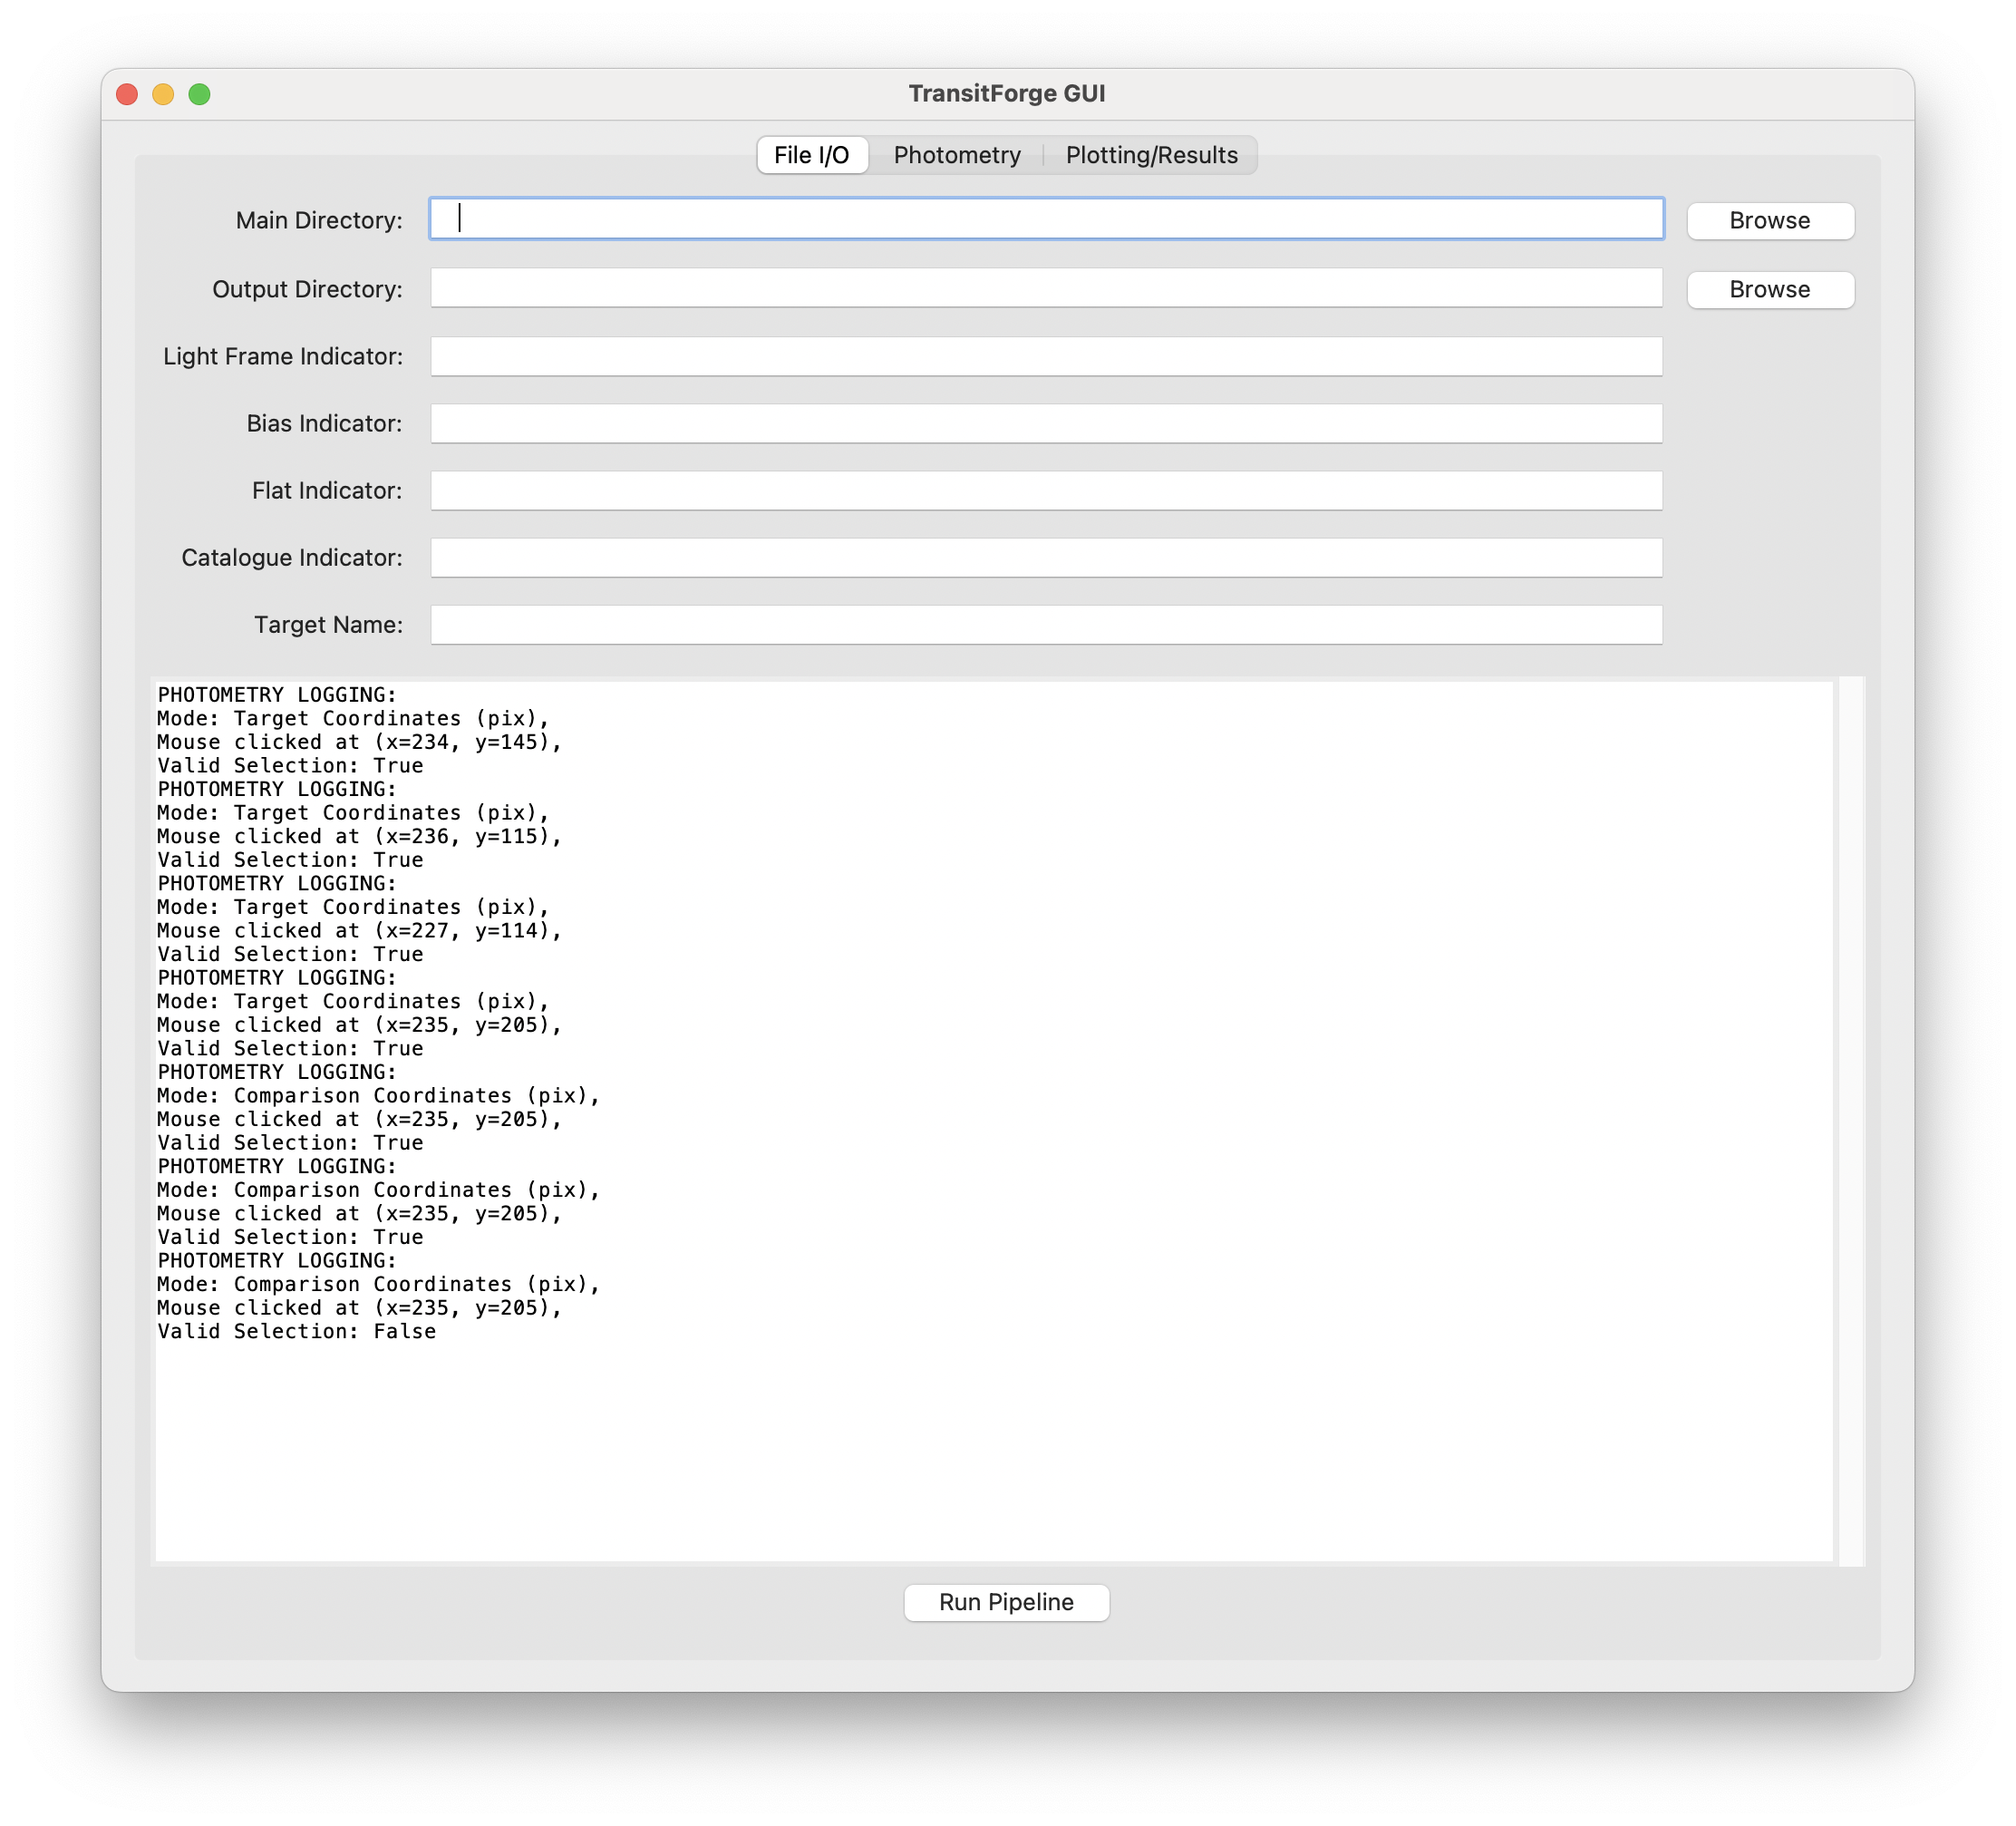 TransitForge GUI
File I/O Photometry Plotting/Results
Main Directory: Browse
Output Directory: Browse
Light Frame Indicator:
Bias Indicator:
Flat Indicator:
Catalogue Indicator:
Target Name:
PHOTOMETRY LOGGING:
Mode: Target Coordinates (pix),
Mouse clicked at (x=234, y=145),
Valid Selection: True
PHOTOMETRY LOGGING:
Mode: Target Coordinates (pix),
Mouse clicked at (x=236, y=115),
Valid Selection: True
PHOTOMETRY LOGGING:
Mode: Target Coordinates (pix),
Mouse clicked at (x=227, y=114),
Valid Selection: True
PHOTOMETRY LOGGING:
Mode: Target Coordinates (pix),
Mouse clicked at (x=235, y=205),
Valid Selection: True
PHOTOMETRY LOGGING:
Mode: Comparison Coordinates (pix),
Mouse clicked at (x=235, y=205),
Valid Selection: True
PHOTOMETRY LOGGING:
Mode: Comparison Coordinates (pix),
Mouse clicked at (x=235, y=205),
Valid Selection: True
PHOTOMETRY LOGGING:
Mode: Comparison Coordinates (pix),
Mouse clicked at (x=235, y=205),
Valid Selection: False
Run Pipeline